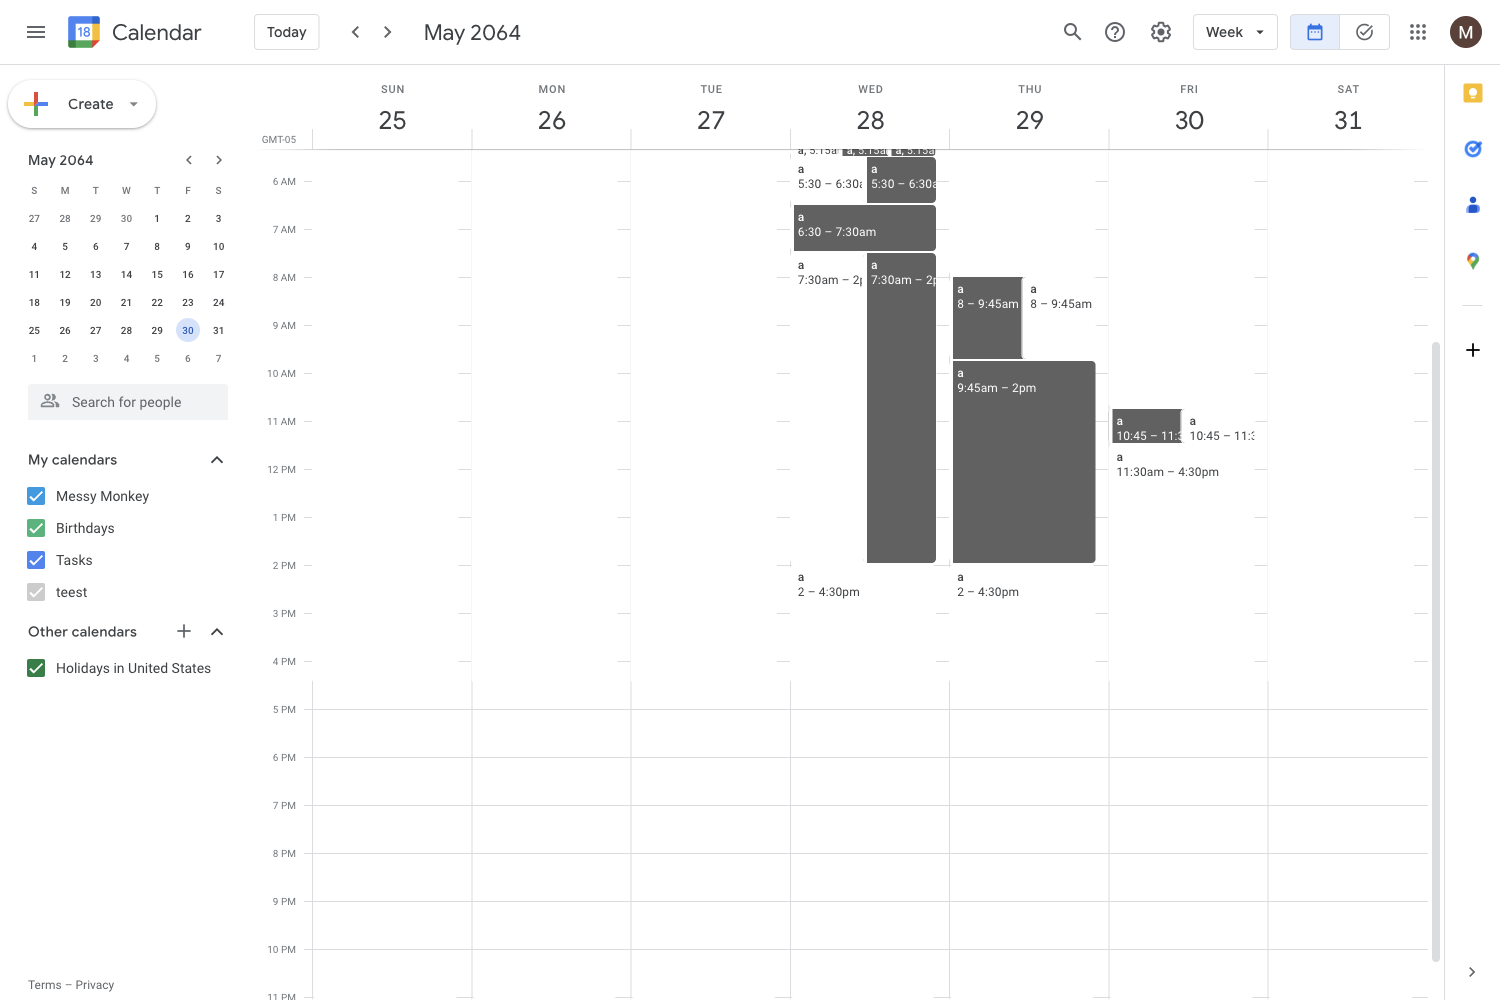 18
Calendar
Today
May 2064
Week
M
Create
May 2064
S M T W T F S
27 28 29 30 1 2 3
4 5 6 7 8 9 10
11 12 13 14 15 16 17
18 19 20 21 22 23 24
25 26 27 28 29 30 31
1 2 3 4 5 6 7
Search for people
My calendars
Messy Monkey
Birthdays
Tasks
teest
Other calendars
Holidays in United States
Terms – Privacy
GMT-05
SUN MON TUE WED THU FRI SAT
25 26 27 28 29 30 31
6 AM
7 AM
8 AM
9 AM
10 AM
11 AM
12 PM
1 PM
2 PM
3 PM
4 PM
5 PM
6 PM
7 PM
8 PM
9 PM
10 PM
11 PM
a
5:30 – 6:30a
a
5:30 – 6:30a
a
6:30 – 7:30am
a
7:30am – 2p
a
7:30am – 2p
a
2 – 4:30pm
a
8 – 9:45am
a
8 – 9:45am
a
9:45am – 2pm
a
2 – 4:30pm
a
10:45 – 11:3
a
10:45 – 11:3
a
11:30am – 4:30pm